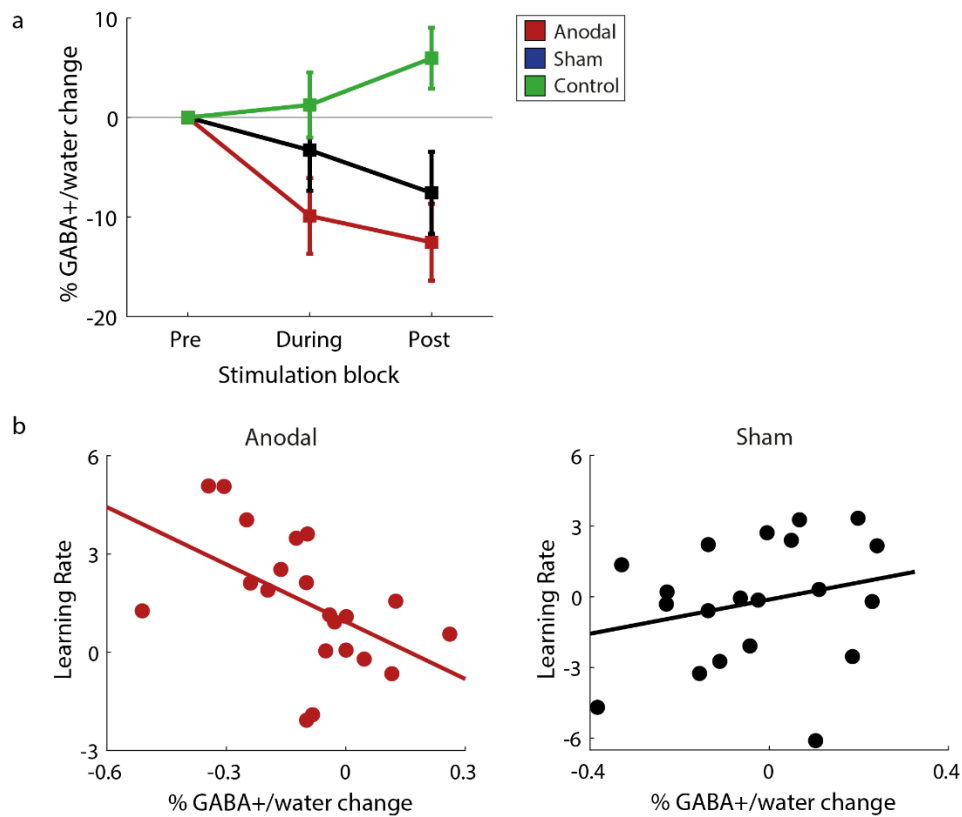 a
10
0
-10
-20
% GABA+/water change
Pre During Post
Stimulation block
Anodal
Sham
Control
b
Anodal
6
3
0
-3
Learning Rate
-0.6 -0.3 0 0.3
% GABA+/water change
Sham
6
3
0
-3
-6
Learning Rate
-0.4 0 0.4
% GABA+/water change